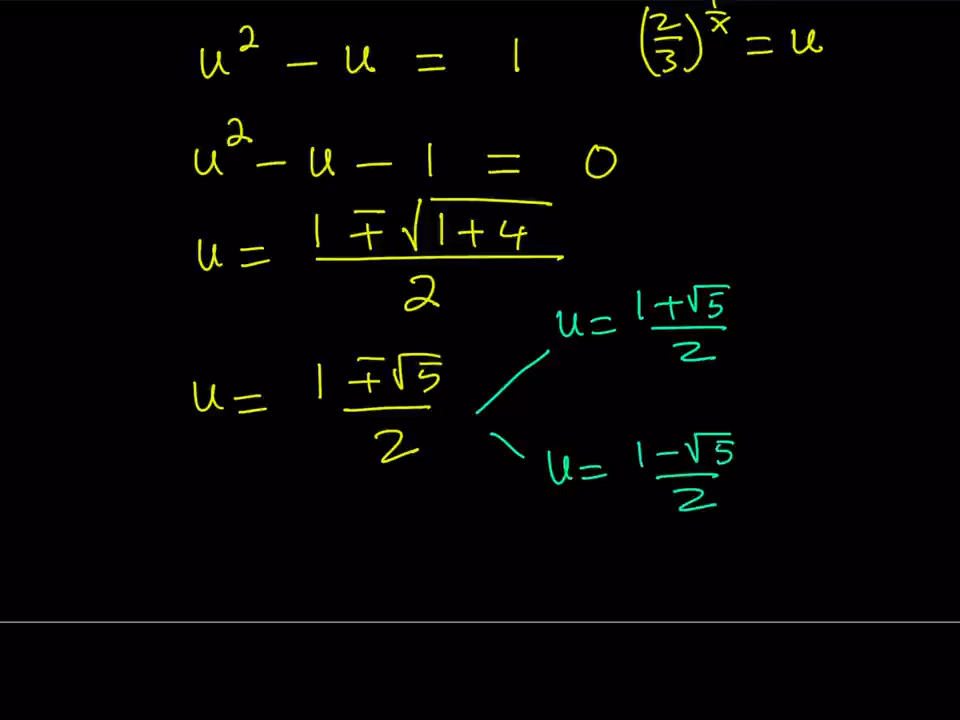 u² − u = 1 (2/3)^(1/x) = u
u² − u − 1 = 0
u = (1 ∓ √(1+4))/2
u = (1+√5)/2
u = (1 ∓ √5)/2
u = (1−√5)/2